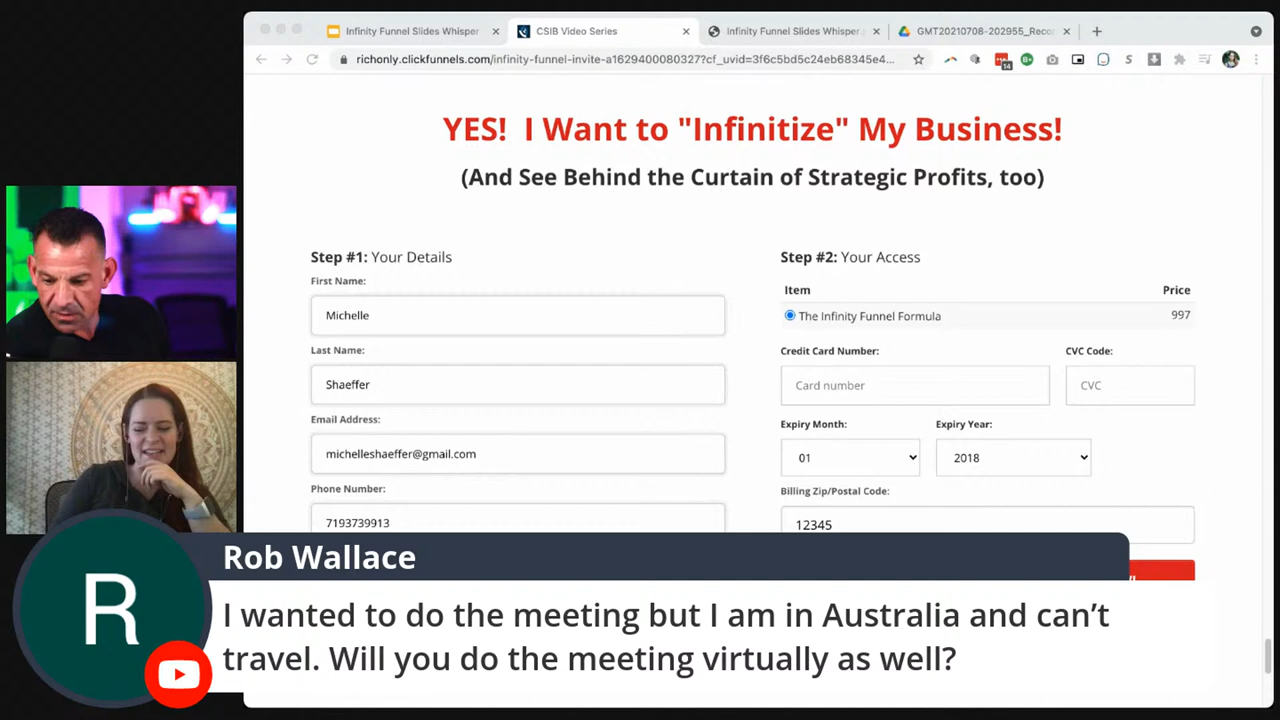 Infinity Funnel Slides Whisper
CSIB Video Series
Infinity Funnel Slides Whisper
GMT20210708-202955_Reco
richonly.clickfunnels.com/infinity-funnel-invite-a1629400080327?cf_uvid=3f6c5bd5c24eb68345e4...
14
YES! I Want to "Infinitize" My Business!
(And See Behind the Curtain of Strategic Profits, too)
Step #1: Your Details
First Name:
Michelle
Last Name:
Shaeffer
Email Address:
michelleshaeffer@gmail.com
Phone Number:
7193739913
Step #2: Your Access
Item Price
The Infinity Funnel Formula 997
Credit Card Number: CVC Code:
Card number CVC
Expiry Month: Expiry Year:
01 2018
Billing Zip/Postal Code:
12345
R
Rob Wallace
I wanted to do the meeting but I am in Australia and can't
travel. Will you do the meeting virtually as well?